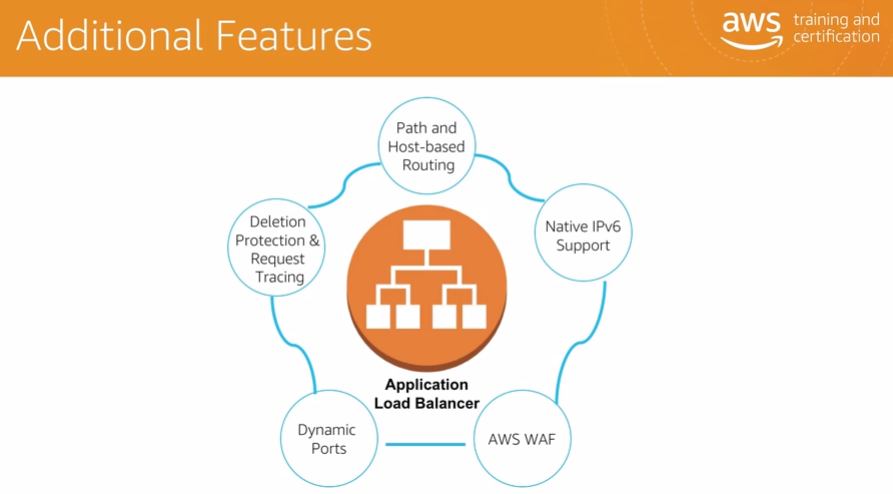 Additional Features
aws
training and
certification
Path and
Host-based
Routing
Native IPv6
Support
AWS WAF
Dynamic
Ports
Deletion
Protection &
Request
Tracing
Application
Load Balancer